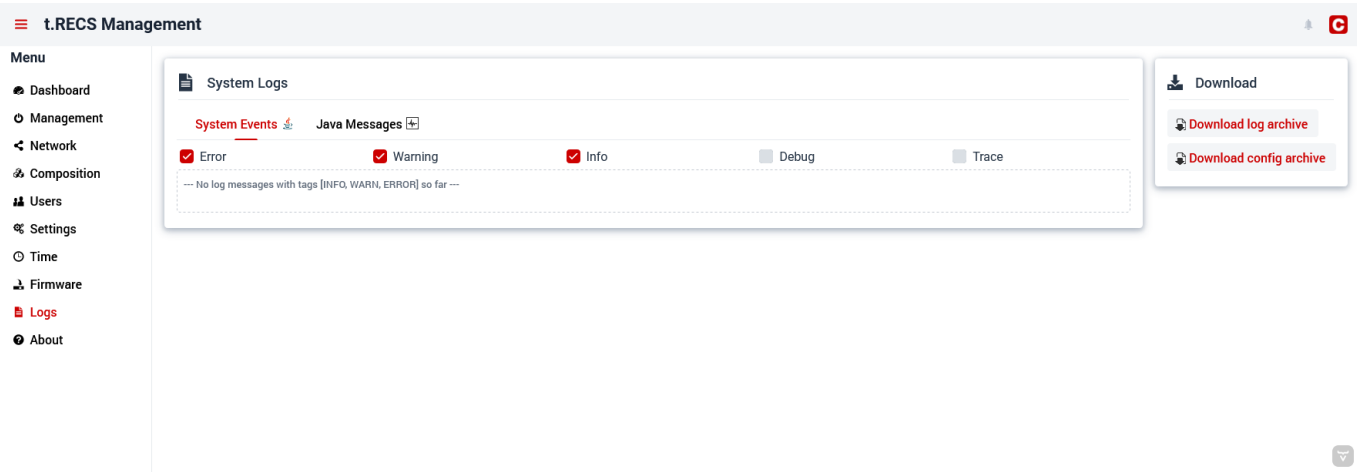 t.RECS Management
C
Menu
Dashboard
Management
Network
Composition
Users
Settings
Time
Firmware
Logs
About
System Logs
System Events
Java Messages
Error
Warning
Info
Debug
Trace
--- No log messages with tags [INFO, WARN, ERROR] so far ---
Download
Download log archive
Download config archive